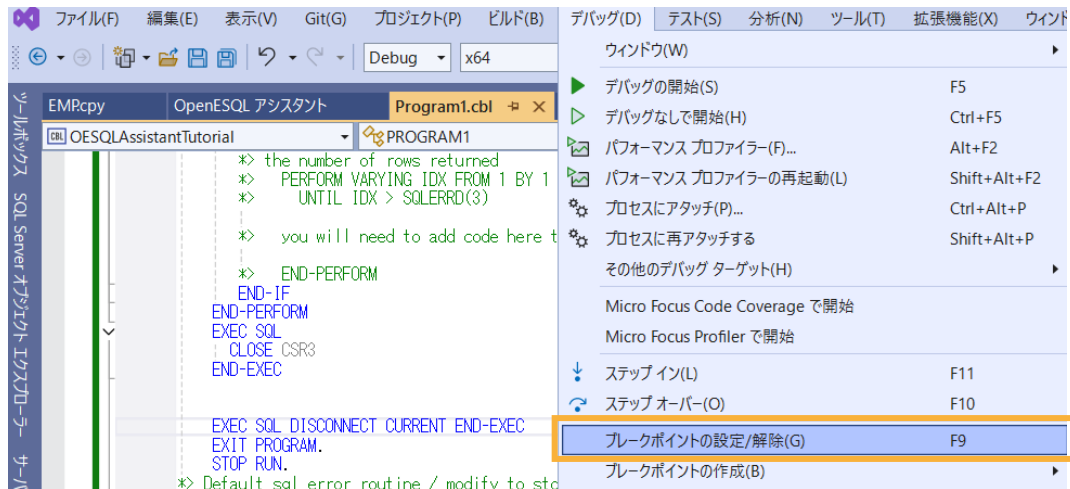 ファイル(F) 編集(E) 表示(V) Git(G) プロジェクト(P) ビルド(B) デバッグ(D) テスト(S) 分析(N) ツール(T) 拡張機能(X) ウィンド
Debug x64
EMP.cpy OpenESQL アシスタント Program1.cbl
CBL OESQLAssistantTutorial PROGRAM1
ツールボックス
SQL Server オブジェクト エクスプローラー
サーバ
*> the number of rows returned
*> PERFORM VARYING IDX FROM 1 BY 1
*> UNTIL IDX > SQLERRD(3)
*> you will need to add code here t
*> END-PERFORM
END-IF
END-PERFORM
EXEC SQL
CLOSE CSR3
END-EXEC
EXEC SQL DISCONNECT CURRENT END-EXEC
EXIT PROGRAM.
STOP RUN.
*> Default sql error routine / modify to sto
ウィンドウ(W)
デバッグの開始(S) F5
デバッグなしで開始(H) Ctrl+F5
パフォーマンス プロファイラー(F)... Alt+F2
パフォーマンス プロファイラーの再起動(L) Shift+Alt+F2
プロセスにアタッチ(P)... Ctrl+Alt+P
プロセスに再アタッチする Shift+Alt+P
その他のデバッグ ターゲット(H)
Micro Focus Code Coverage で開始
Micro Focus Profiler で開始
ステップ イン(L) F11
ステップ オーバー(O) F10
ブレークポイントの設定/解除(G) F9
ブレークポイントの作成(B)